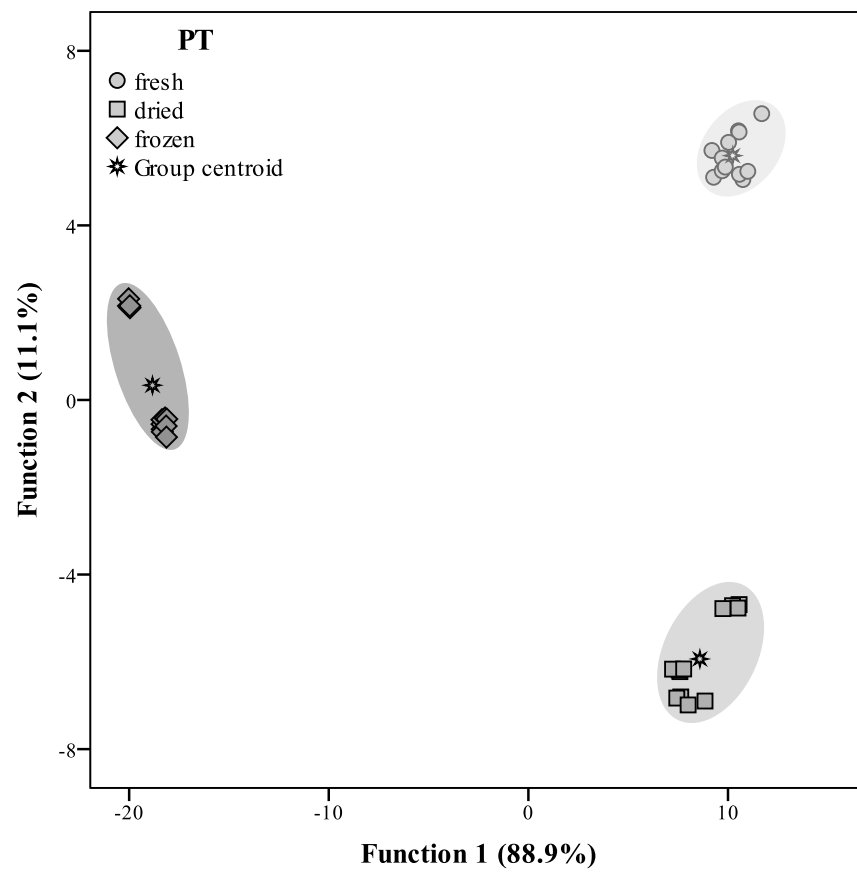 PT
fresh
dried
frozen
Group centroid
8
4
0
-4
-8
Function 2 (11.1%)
-20 -10 0 10
Function 1 (88.9%)